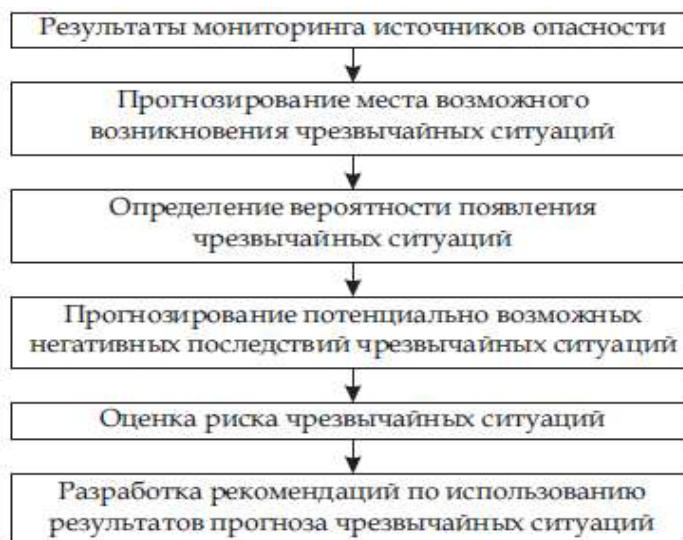 Результаты мониторинга источников опасности
Прогнозирование места возможного
возникновения чрезвычайных ситуаций
Определение вероятности появления
чрезвычайных ситуаций
Прогнозирование потенциально возможных
негативных последствий чрезвычайных ситуаций
Оценка риска чрезвычайных ситуаций
Разработка рекомендаций по использованию
результатов прогноза чрезвычайных ситуаций